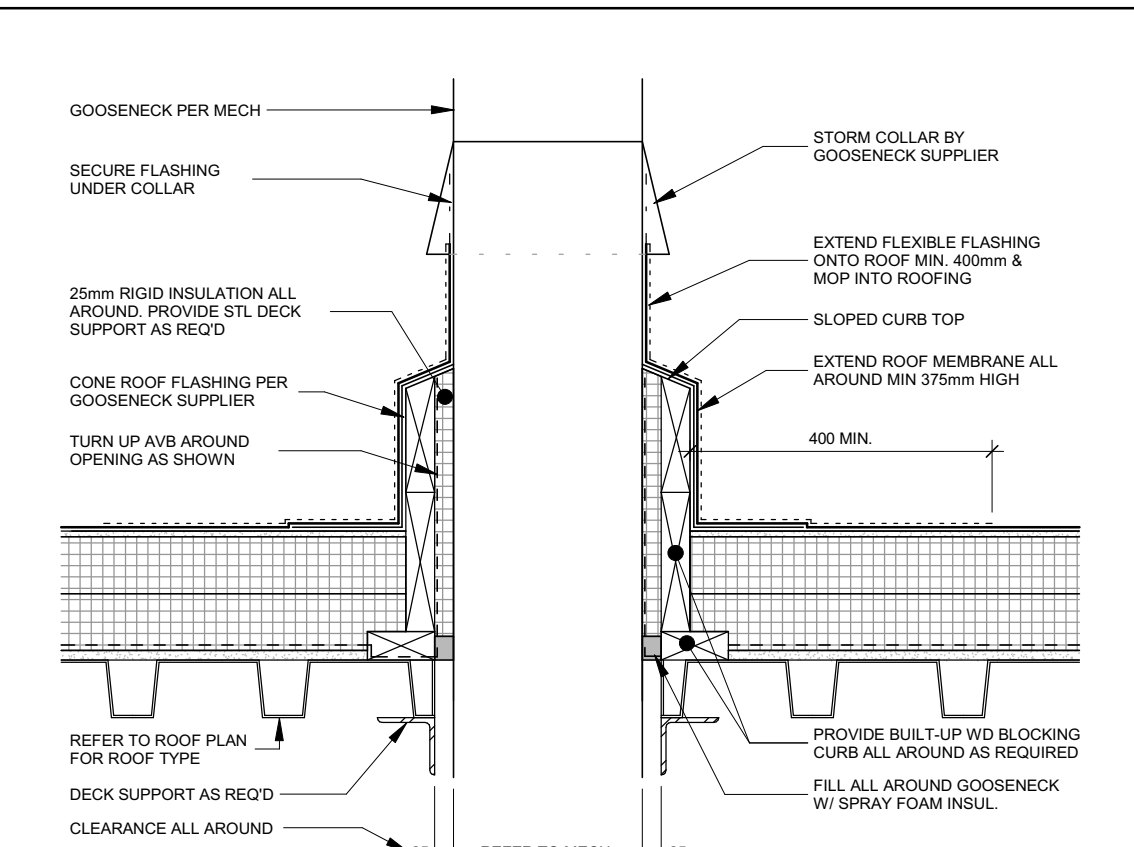 GOOSENECK PER MECH
SECURE FLASHING
UNDER COLLAR
25mm RIGID INSULATION ALL
AROUND. PROVIDE STL DECK
SUPPORT AS REQ'D
CONE ROOF FLASHING PER
GOOSENECK SUPPLIER
TURN UP AVB AROUND
OPENING AS SHOWN
REFER TO ROOF PLAN
FOR ROOF TYPE
DECK SUPPORT AS REQ'D
CLEARANCE ALL AROUND
STORM COLLAR BY
GOOSENECK SUPPLIER
EXTEND FLEXIBLE FLASHING
ONTO ROOF MIN. 400mm &
MOP INTO ROOFING
SLOPED CURB TOP
EXTEND ROOF MEMBRANE ALL
AROUND MIN 375mm HIGH
400 MIN.
PROVIDE BUILT-UP WD BLOCKING
CURB ALL AROUND AS REQUIRED
FILL ALL AROUND GOOSENECK
W/ SPRAY FOAM INSUL.
REFER TO MECH